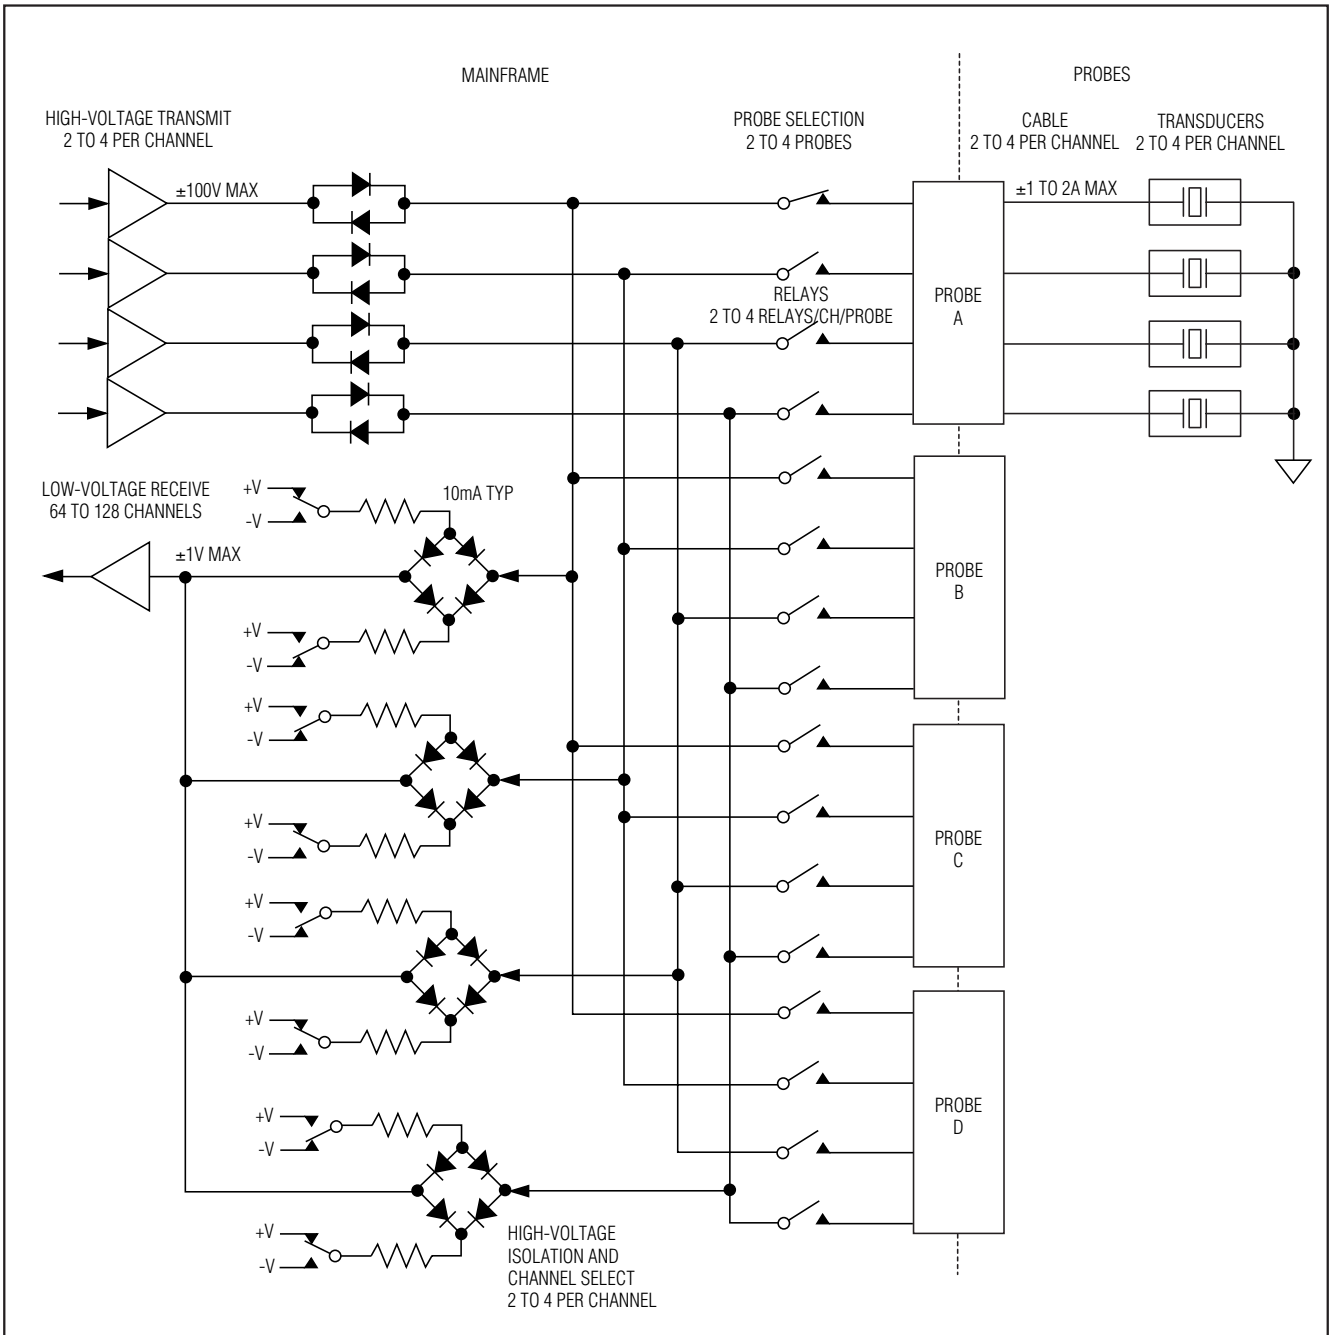 MAINFRAME
PROBES
HIGH-VOLTAGE TRANSMIT
2 TO 4 PER CHANNEL
PROBE SELECTION
2 TO 4 PROBES
CABLE
2 TO 4 PER CHANNEL
TRANSDUCERS
2 TO 4 PER CHANNEL
±100V MAX
±1 TO 2A MAX
RELAYS
2 TO 4 RELAYS/CH/PROBE
PROBE
A
LOW-VOLTAGE RECEIVE
64 TO 128 CHANNELS
+V
-V
10mA TYP
±1V MAX
PROBE
B
+V
-V
+V
-V
+V
-V
PROBE
C
+V
-V
+V
-V
PROBE
D
+V
-V
+V
-V
HIGH-VOLTAGE
ISOLATION AND
CHANNEL SELECT
2 TO 4 PER CHANNEL